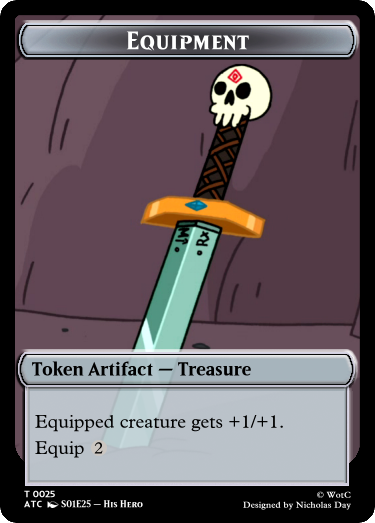 EQUIPMENT
Token Artifact — Treasure
Equipped creature gets +1/+1.
Equip 2
T 0025
ATC S01E25 – HIS HERO
© WotC
Designed by Nicholas Day